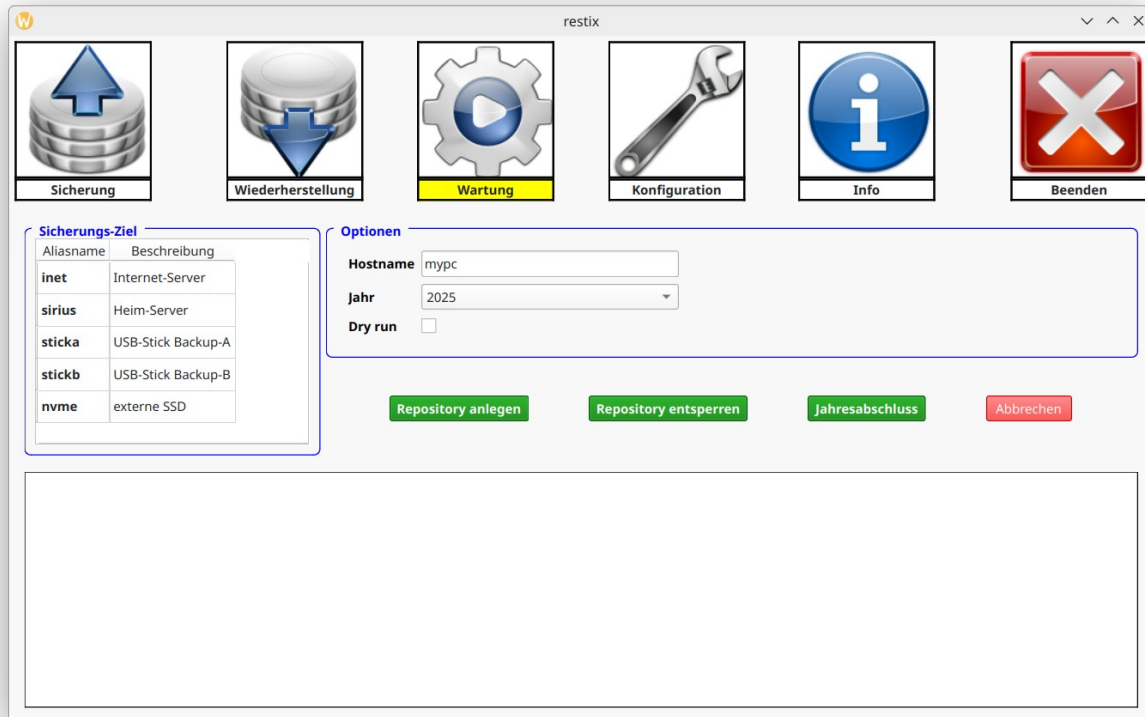 restix
Sicherung
Wiederherstellung
Wartung
Konfiguration
Info
Beenden
Sicherungs-Ziel
Aliasname Beschreibung
inet Internet-Server
sirius Heim-Server
sticka USB-Stick Backup-A
stickb USB-Stick Backup-B
nvme externe SSD
Optionen
Hostname mypc
Jahr 2025
Dry run
Repository anlegen
Repository entsperren
Jahresabschluss
Abbrechen